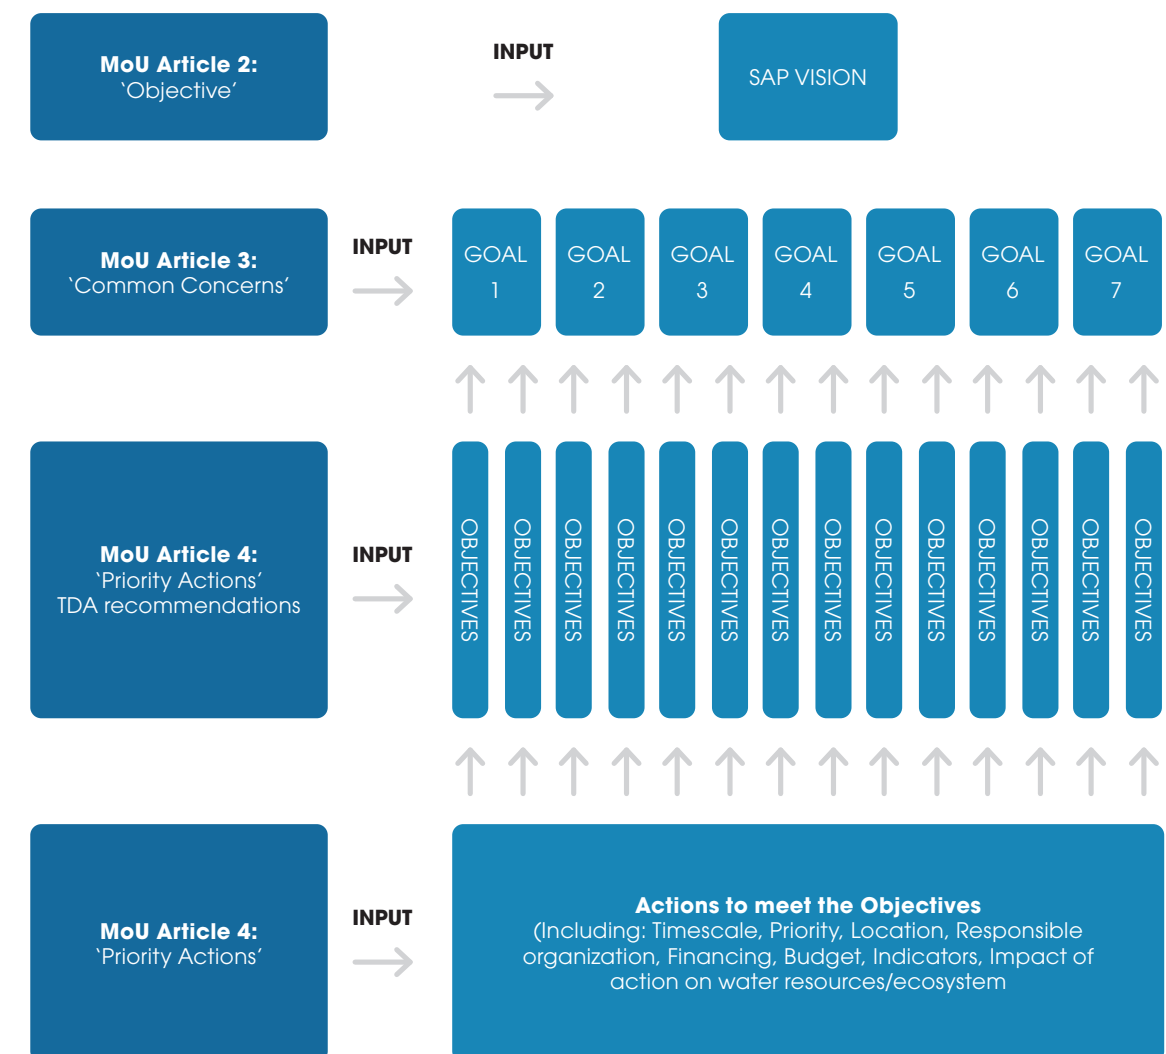 MoU Article 2:
‘Objective’
INPUT
SAP VISION
MoU Article 3:
‘Common Concerns’
INPUT
GOAL
1
GOAL
2
GOAL
3
GOAL
4
GOAL
5
GOAL
6
GOAL
7
MoU Article 4:
‘Priority Actions’
TDA recommendations
INPUT
OBJECTIVES
OBJECTIVES
OBJECTIVES
OBJECTIVES
OBJECTIVES
OBJECTIVES
OBJECTIVES
OBJECTIVES
OBJECTIVES
OBJECTIVES
OBJECTIVES
OBJECTIVES
OBJECTIVES
OBJECTIVES
MoU Article 4:
‘Priority Actions’
INPUT
Actions to meet the Objectives
(Including: Timescale, Priority, Location, Responsible
organization, Financing, Budget, Indicators, Impact of
action on water resources/ecosystem